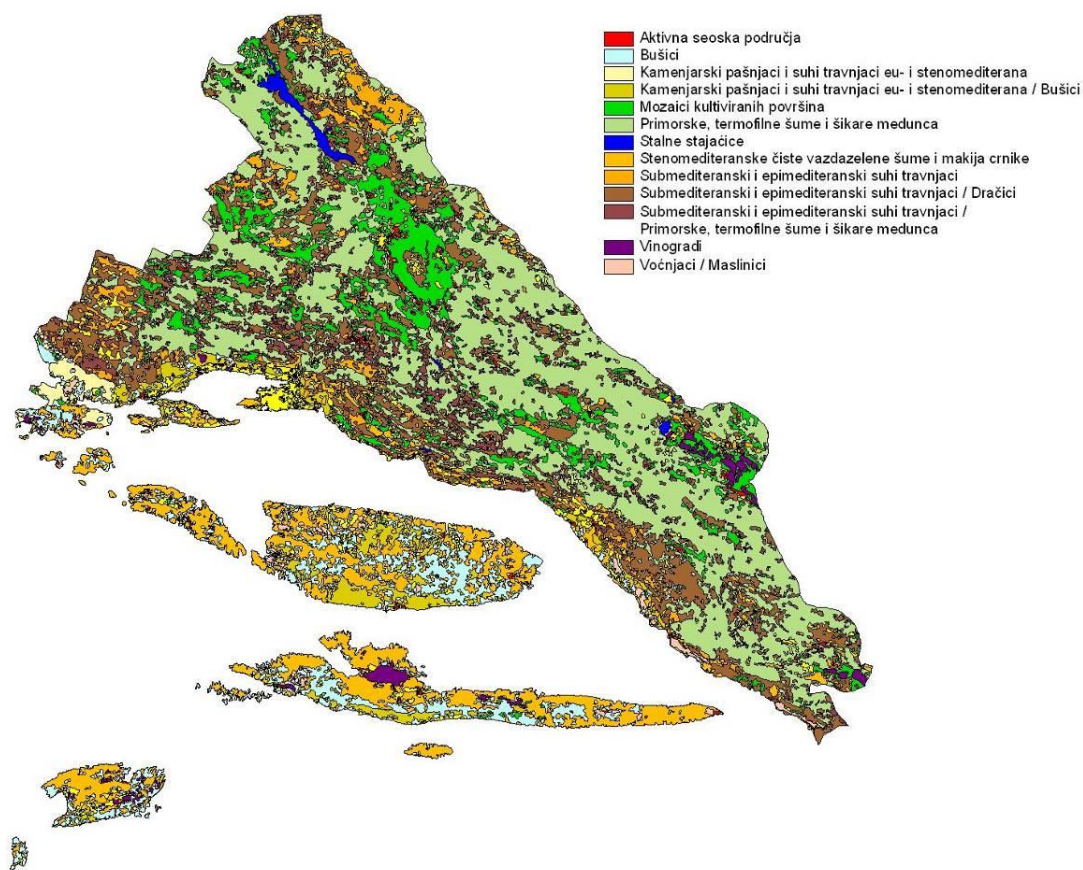 Aktivna seoska područja
Bušici
Kamenjarski pašnjaci i suhi travnjaci eu- i stenomediterana
Kamenjarski pašnjaci i suhi travnjaci eu- i stenomediterana / Bušici
Mozaici kultiviranih površina
Primorske, termofilne šume i šikare medunca
Stalne stajaćice
Stenomediteranske čiste vazdazelene šume i makija crnike
Submediteranski i epimediteranski suhi travnjaci
Submediteranski i epimediteranski suhi travnjaci / Dračici
Submediteranski i epimediteranski suhi travnjaci /
Primorske, termofilne šume i šikare medunca
Vinogradi
Voćnjaci / Maslinici